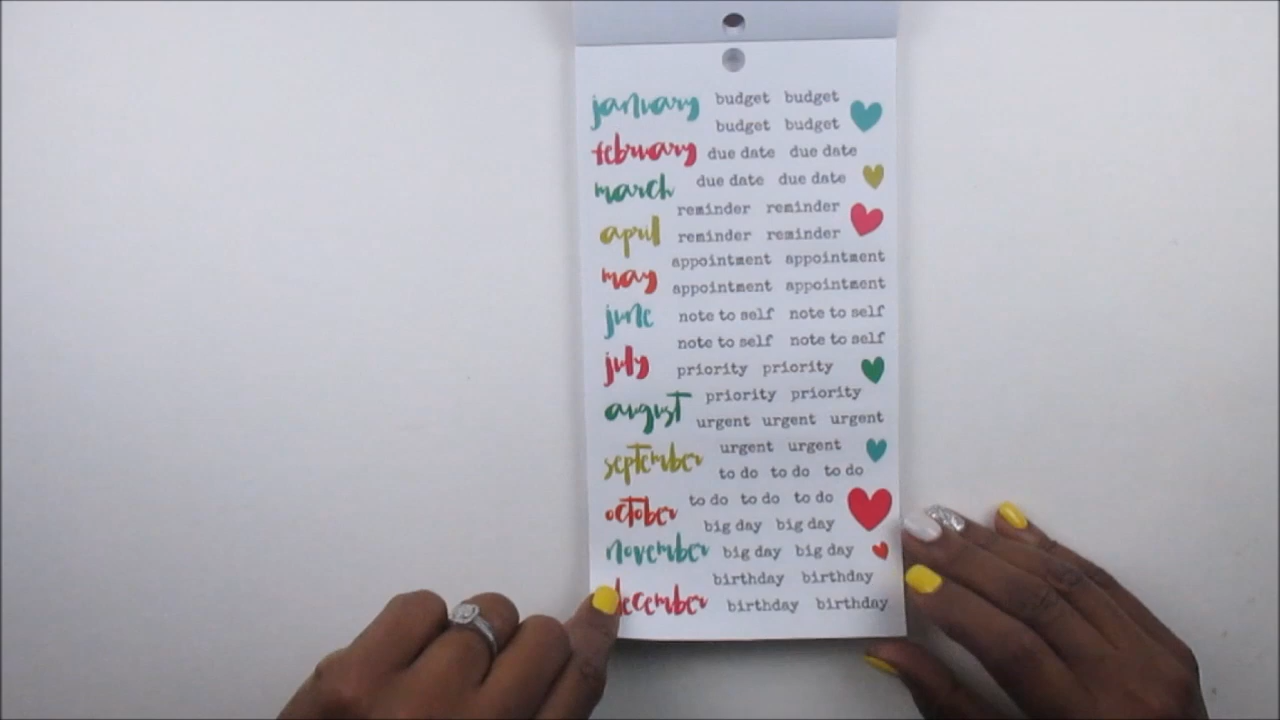 january budget budget
budget budget
february due date due date
march due date due date
reminder reminder
april reminder reminder
appointment appointment
may appointment appointment
june note to self note to self
note to self note to self
july priority priority
august priority priority
urgent urgent urgent
september urgent urgent
to do to do to do
october to do to do to do
big day big day
november big day big day
birthday birthday
december birthday birthday